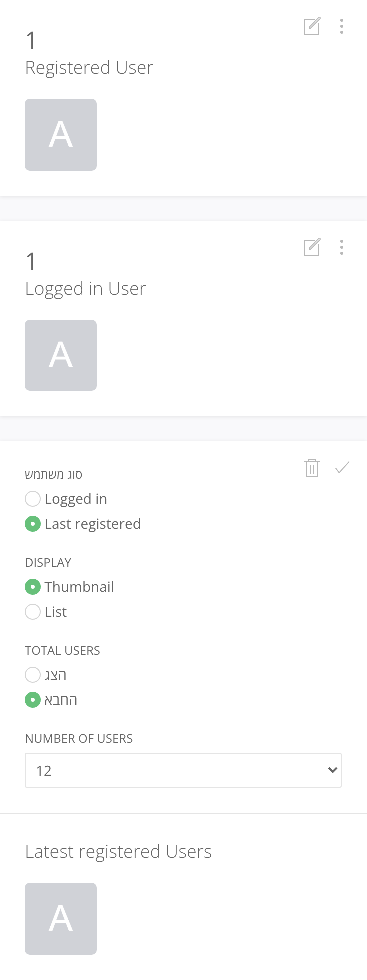 1
Registered User
A
1
Logged in User
A
סוג משתמש
Logged in
Last registered
DISPLAY
Thumbnail
List
TOTAL USERS
הצג
החבא
NUMBER OF USERS
12
Latest registered Users
A